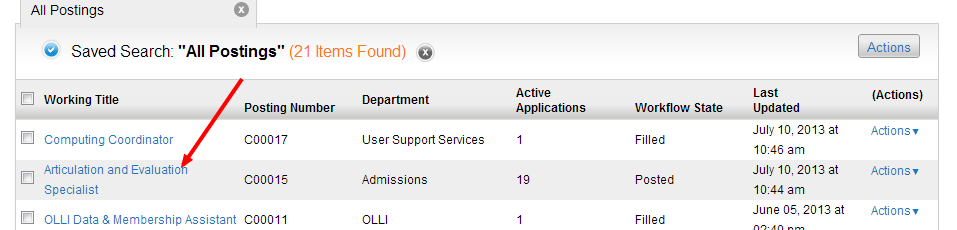 All Postings
Saved Search: "All Postings" (21 Items Found)
Actions
Working Title Posting Number Department Active Applications Workflow State Last Updated (Actions)
Computing Coordinator C00017 User Support Services 1 Filled July 10, 2013 at 10:46 am Actions
Articulation and Evaluation Specialist C00015 Admissions 19 Posted July 10, 2013 at 10:44 am Actions
OLLI Data & Membership Assistant C00011 OLLI 1 Filled June 05, 2013 at 02:40 pm Actions